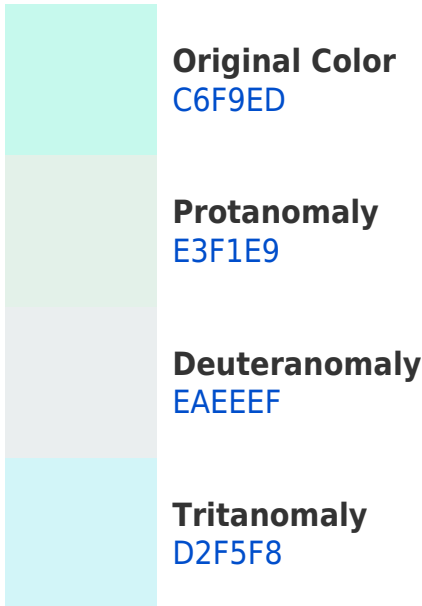 Original Color
C6F9ED
Protanomaly
E3F1E9
Deuteranomaly
EAEEEF
Tritanomaly
D2F5F8